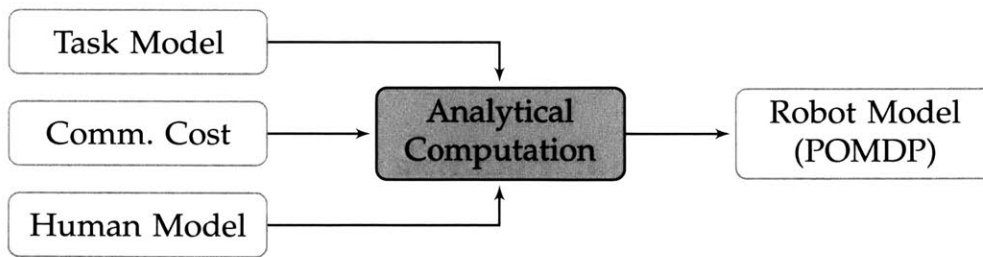 Task Model
Comm. Cost
Human Model
Analytical
Computation
Robot Model
(POMDP)